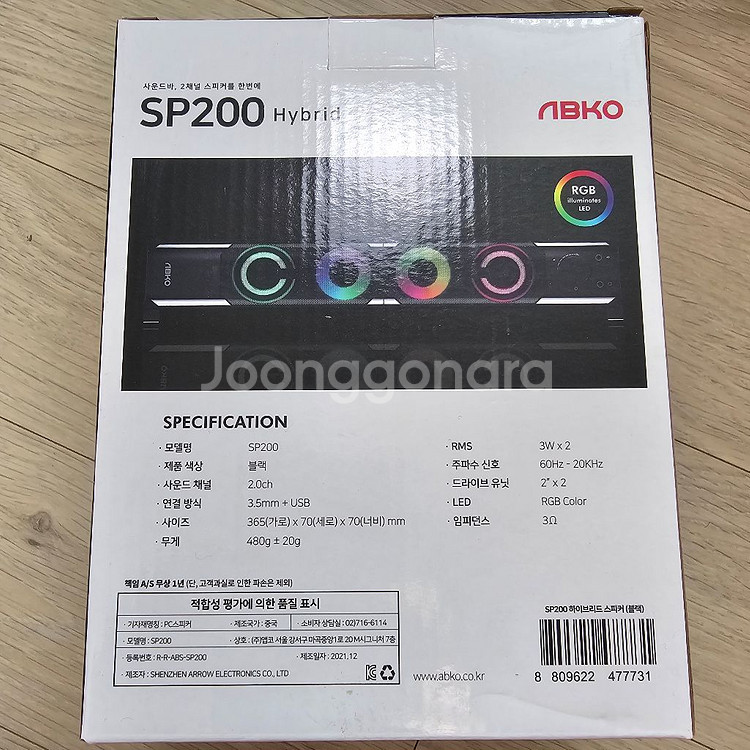 사운드바, 2채널 스피커를 한번에
SP200 Hybrid
ABKO
RGB
illuminates
LED
ABKO
Joonggonara
SPECIFICATION
· 모델명 SP200
· 제품 색상 블랙
· 사운드 채널 2.0ch
· 연결 방식 3.5mm + USB
· 사이즈 365(가로) x 70(세로) x 70(너비) mm
· 무게 480g ± 20g
· RMS 3W x 2
· 주파수 신호 60Hz - 20KHz
· 드라이브 유닛 2" x 2
· LED RGB Color
· 임피던스 3Ω
책임 A/S 무상 1년 (단, 고객과실로 인한 파손은 제외)
적합성 평가에 의한 품질 표시
· 기자재명칭 : PC스피커 · 제조국가 : 중국 · 소비자 상담실 : 02)716-6114
· 모델명 : SP200 · 상호 : (주)앱코 서울 강서구 마곡중앙1로 20 M시그니처 7층
· 등록번호 : R-R-ABS-SP200 · 제조일자 : 2021.12
· 제조자 : SHENZHEN ARROW ELECTRONICS CO., LTD
www.abko.co.kr
SP200 하이브리드 스피커 (블랙)
8 809622 477731